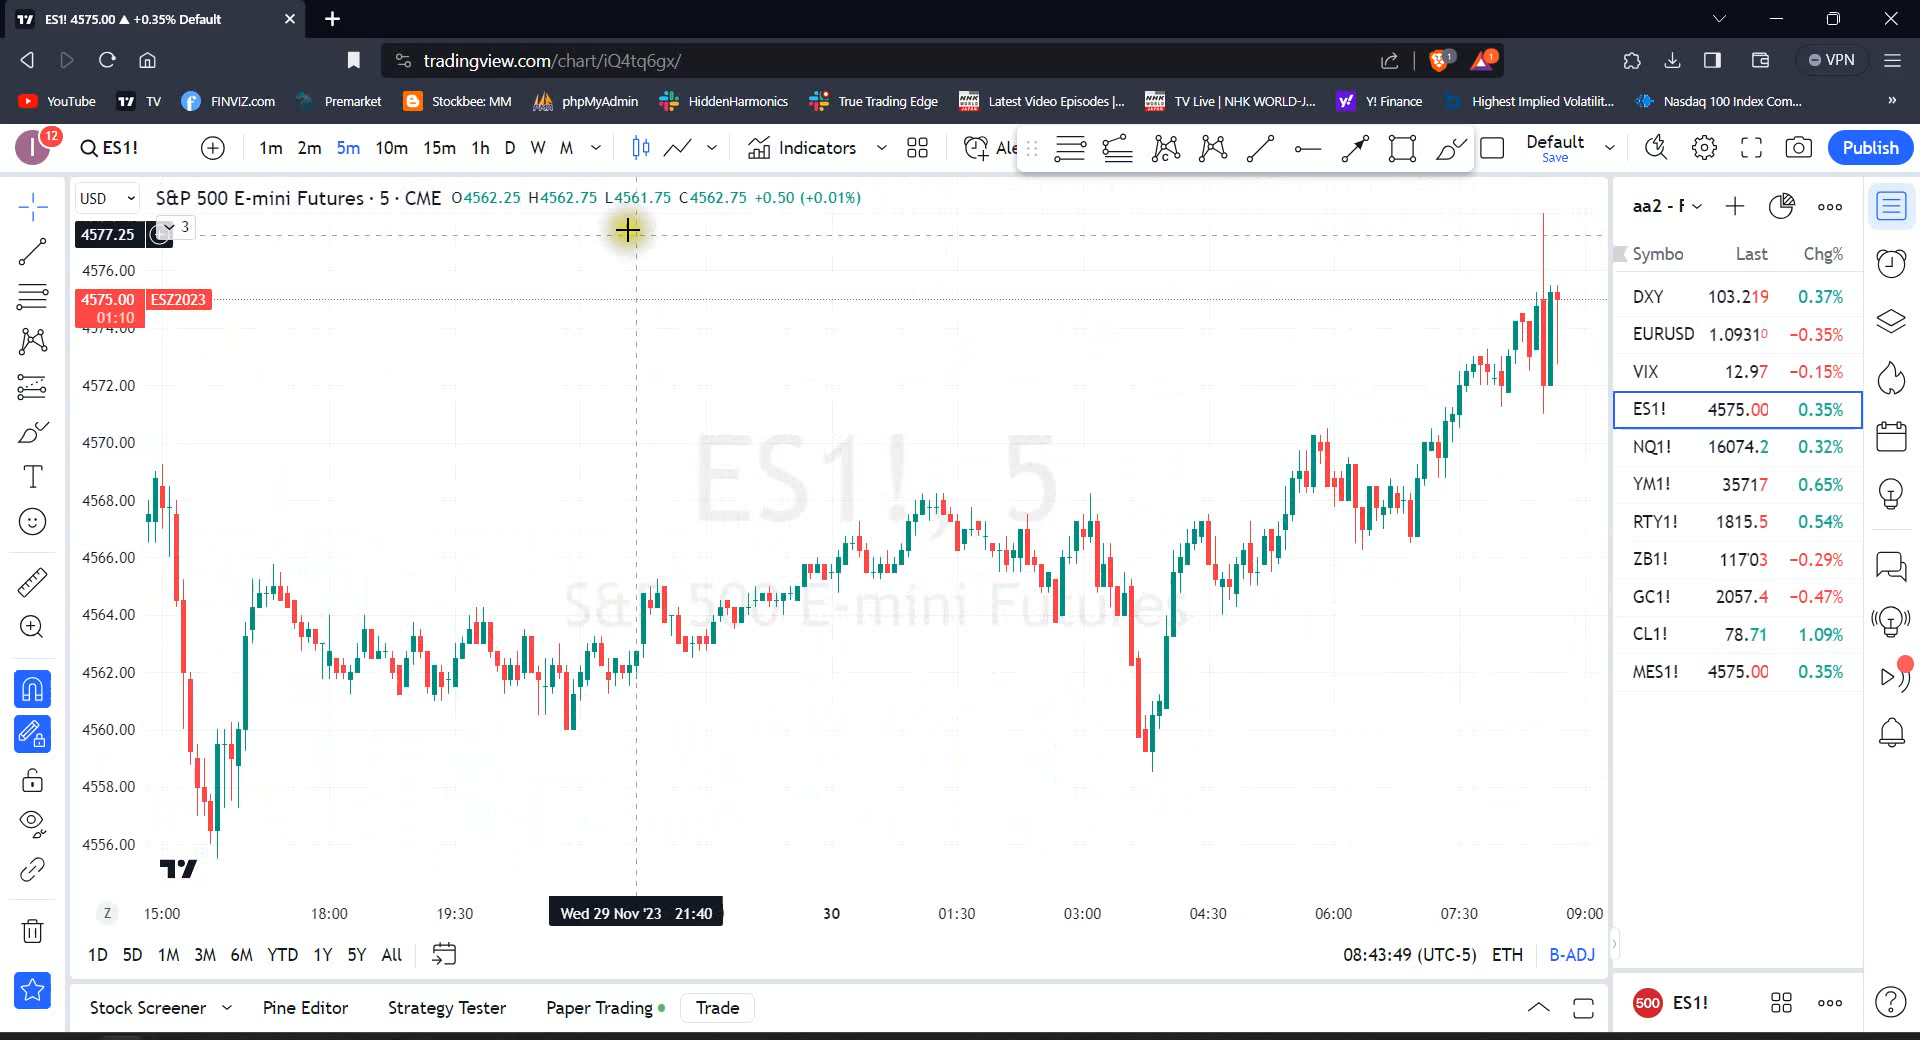 ES1! 4575.00 ▲ +0.35% Default
tradingview.com/chart/iQ4tq6gx/
1
1
VPN
YouTube TV FINVIZ.com Premarket Stockbee: MM phpMyAdmin HiddenHarmonics True Trading Edge Latest Video Episodes |... TV Live | NHK WORLD-J... Y! Finance Highest Implied Volatilit... Nasdaq 100 Index Com... »
I 12 ES1! 1m 2m 5m 10m 15m 1h D W M Indicators Ale Default Save Publish
USD S&P 500 E-mini Futures · 5 · CME O4562.25 H4562.75 L4561.75 C4562.75 +0.50 (+0.01%)
3
4577.25
4576.00
4575.00 ESZ2023
01:10
4574.00
4572.00
4570.00
4568.00
4566.00
4564.00
4562.00
4560.00
4558.00
4556.00
ES1!, 5
S&P 500 E-mini Futures
Z 15:00 18:00 19:30 Wed 29 Nov '23 21:40 30 01:30 03:00 04:30 06:00 07:30 09:00
1D 5D 1M 3M 6M YTD 1Y 5Y All 08:43:49 (UTC-5) ETH B-ADJ
Stock Screener Pine Editor Strategy Tester Paper Trading Trade
aa2 - F
Symbo Last Chg%
DXY 103.219 0.37%
EURUSD 1.09310 −0.35%
VIX 12.97 −0.15%
ES1! 4575.00 0.35%
NQ1! 16074.2 0.32%
YM1! 35717 0.65%
RTY1! 1815.5 0.54%
ZB1! 117'03 −0.29%
GC1! 2057.4 −0.47%
CL1! 78.71 1.09%
MES1! 4575.00 0.35%
500 ES1!